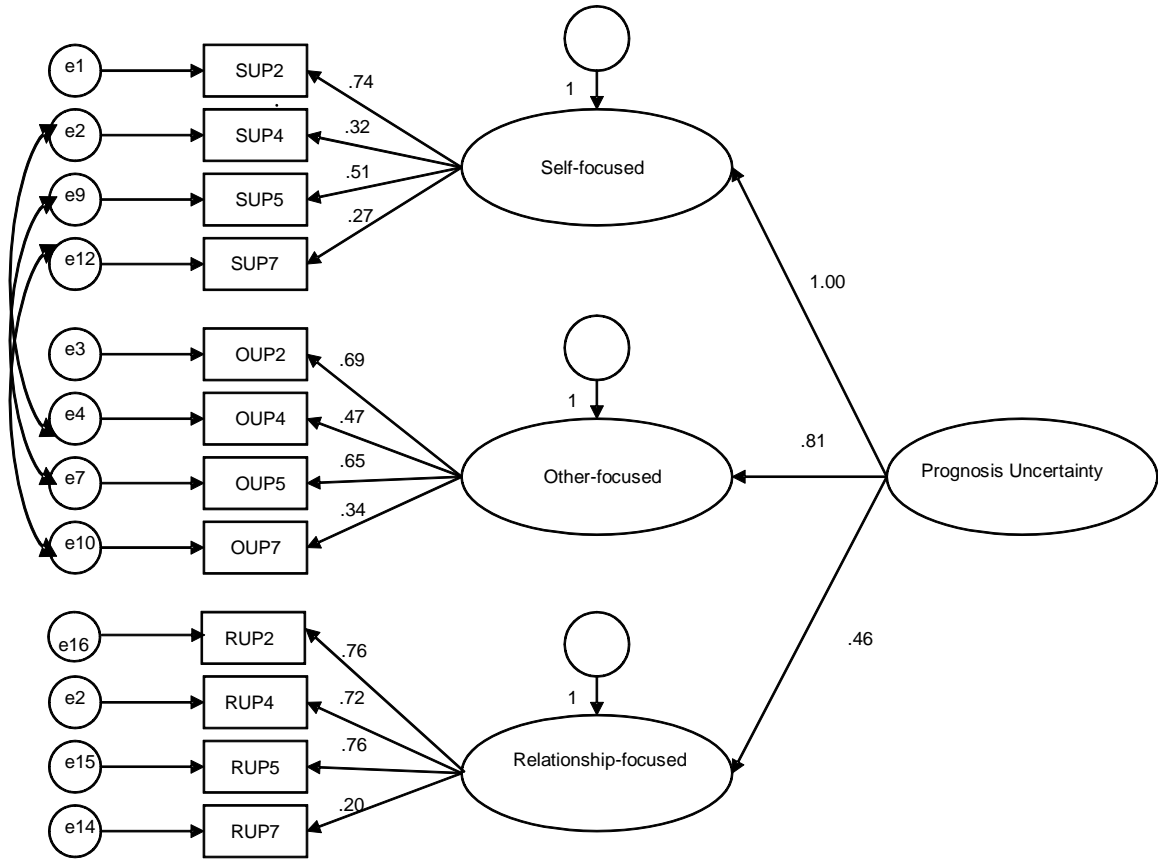 e1
SUP2
.74
1
e2
SUP4
.32
Self-focused
e9
SUP5
.51
e12
SUP7
.27
1.00
e3
OUP2
.69
1
e4
OUP4
.47
.81
e7
OUP5
.65
Other-focused
Prognosis Uncertainty
e10
OUP7
.34
e16
RUP2
.76
.46
e2
RUP4
.72
1
e15
RUP5
.76
Relationship-focused
e14
RUP7
.20